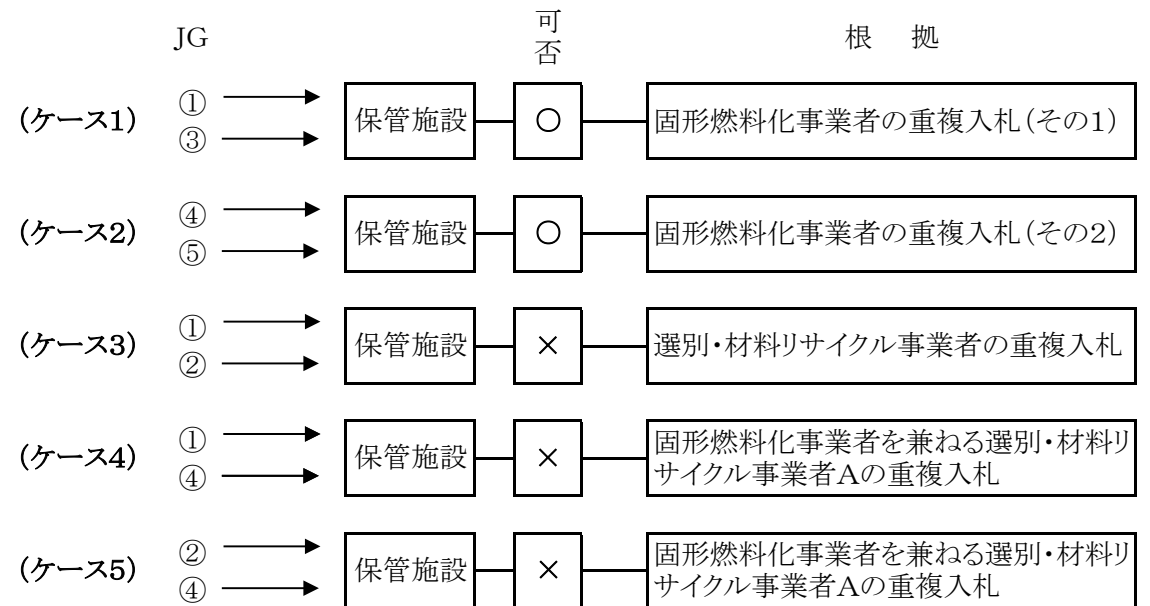 JG
可
否
根 拠
(ケース1)
①
③
保管施設
○
固形燃料化事業者の重複入札(その1)
(ケース2)
④
⑤
保管施設
○
固形燃料化事業者の重複入札(その2)
(ケース3)
①
②
保管施設
×
選別・材料リサイクル事業者の重複入札
(ケース4)
①
④
保管施設
×
固形燃料化事業者を兼ねる選別・材料リ
サイクル事業者Aの重複入札
(ケース5)
②
④
保管施設
×
固形燃料化事業者を兼ねる選別・材料リ
サイクル事業者Aの重複入札